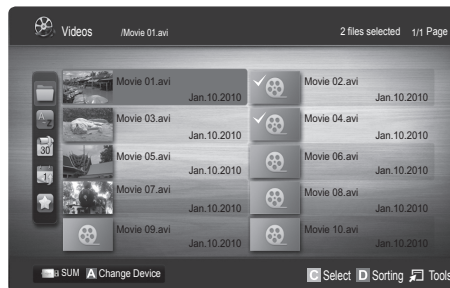 Videos /Movie 01.avi 2 files selected 1/1 Page
Movie 01.avi
Jan.10.2010
Movie 02.avi
Jan.10.2010
Movie 03.avi
Jan.10.2010
Movie 04.avi
Jan.10.2010
Movie 05.avi
Jan.10.2010
Movie 06.avi
Jan.10.2010
Movie 07.avi
Jan.10.2010
Movie 08.avi
Jan.10.2010
Movie 09.avi
Jan.10.2010
Movie 10.avi
Jan.10.2010
30
SUM A Change Device C Select D Sorting Tools